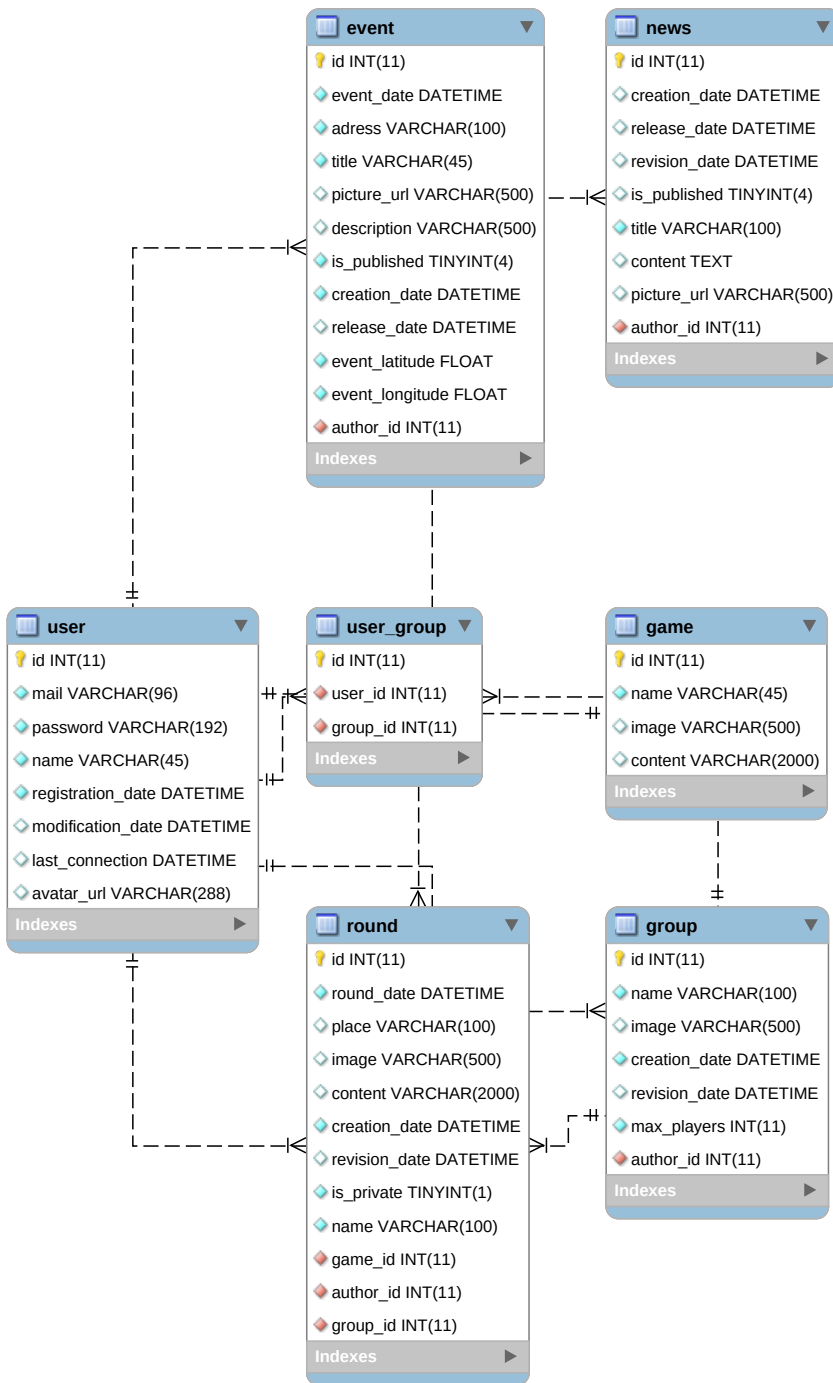 event
id INT(11)
event_date DATETIME
adress VARCHAR(100)
title VARCHAR(45)
picture_url VARCHAR(500)
description VARCHAR(500)
is_published TINYINT(4)
creation_date DATETIME
release_date DATETIME
event_latitude FLOAT
event_longitude FLOAT
author_id INT(11)
Indexes
news
id INT(11)
creation_date DATETIME
release_date DATETIME
revision_date DATETIME
is_published TINYINT(4)
title VARCHAR(100)
content TEXT
picture_url VARCHAR(500)
author_id INT(11)
Indexes
user
id INT(11)
mail VARCHAR(96)
password VARCHAR(192)
name VARCHAR(45)
registration_date DATETIME
modification_date DATETIME
last_connection DATETIME
avatar_url VARCHAR(288)
Indexes
user_group
id INT(11)
user_id INT(11)
group_id INT(11)
Indexes
game
id INT(11)
name VARCHAR(45)
image VARCHAR(500)
content VARCHAR(2000)
Indexes
round
id INT(11)
round_date DATETIME
place VARCHAR(100)
image VARCHAR(500)
content VARCHAR(2000)
creation_date DATETIME
revision_date DATETIME
is_private TINYINT(1)
name VARCHAR(100)
game_id INT(11)
author_id INT(11)
group_id INT(11)
Indexes
group
id INT(11)
name VARCHAR(100)
image VARCHAR(500)
creation_date DATETIME
revision_date DATETIME
max_players INT(11)
author_id INT(11)
Indexes